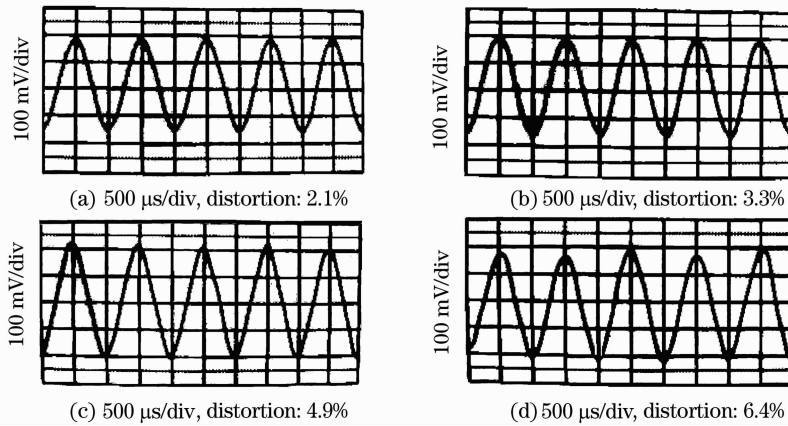 100 mV/div
(a) 500 μs/div, distortion: 2.1%
100 mV/div
(b) 500 μs/div, distortion: 3.3%
100 mV/div
(c) 500 μs/div, distortion: 4.9%
100 mV/div
(d) 500 μs/div, distortion: 6.4%